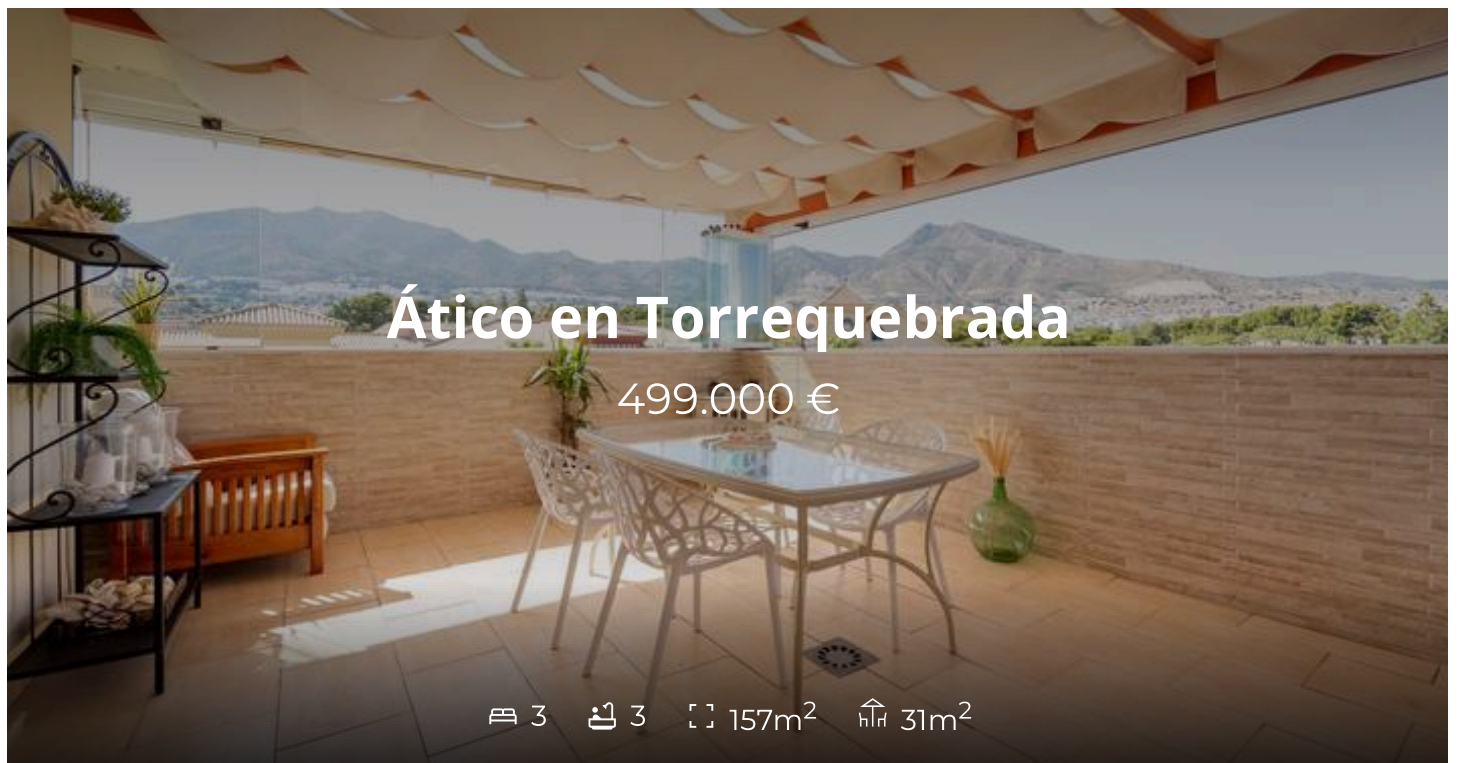 Ático en Torrequebrada
499.000 €
3 3 157m² 31m²